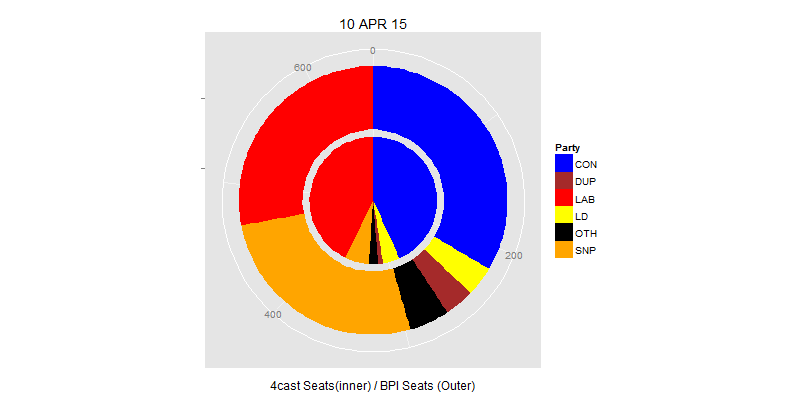 10 APR 15
0
600
200
400
Party
CON
DUP
LAB
LD
OTH
SNP
4cast Seats(inner) / BPI Seats (Outer)